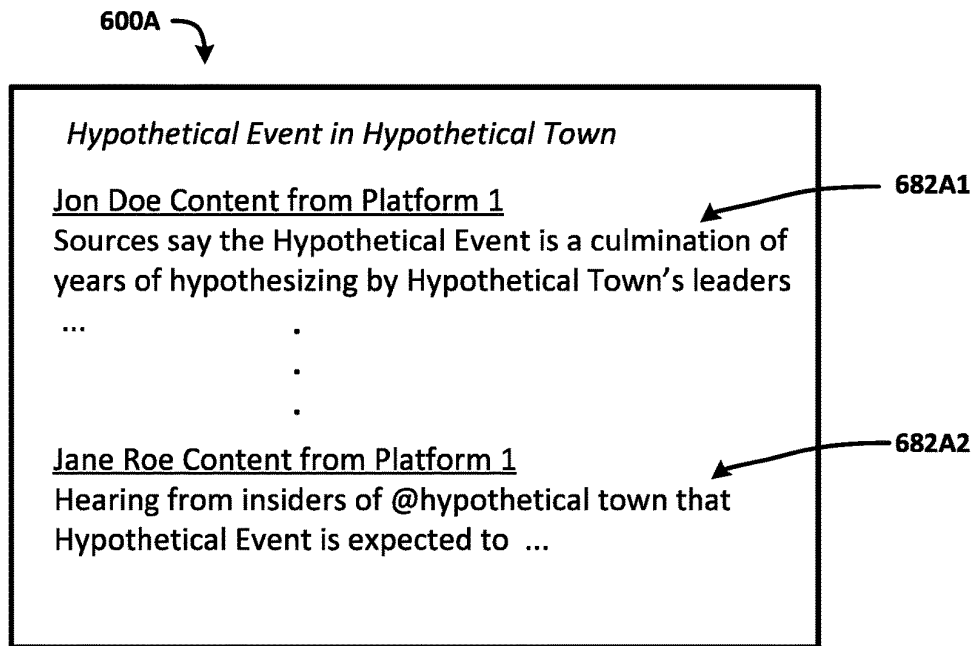 600A
Hypothetical Event in Hypothetical Town
Jon Doe Content from Platform 1
682A1
Sources say the Hypothetical Event is a culmination of
years of hypothesizing by Hypothetical Town’s leaders
... .
.
.
Jane Roe Content from Platform 1
682A2
Hearing from insiders of @hypothetical town that
Hypothetical Event is expected to ...